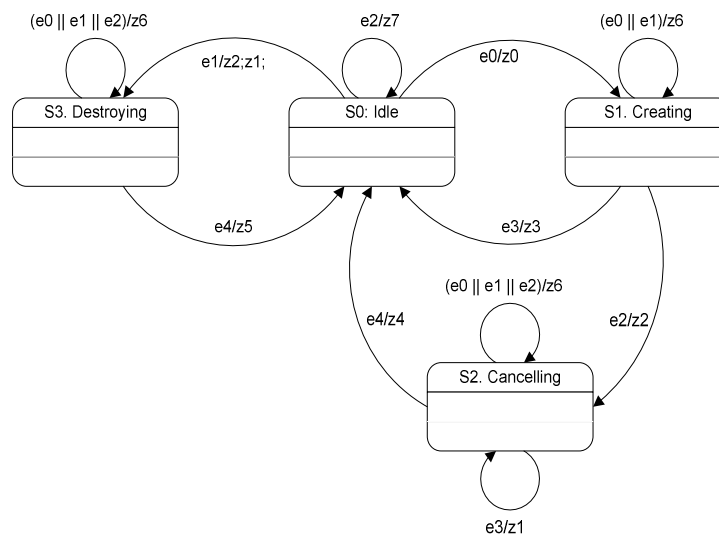 (e0 || e1 || e2)/z6
e2/z7
(e0 || e1)/z6
e1/z2;z1;
e0/z0
S3. Destroying
S0: Idle
S1. Creating
e4/z5
e3/z3
(e0 || e1 || e2)/z6
e4/z4
e2/z2
S2. Cancelling
e3/z1